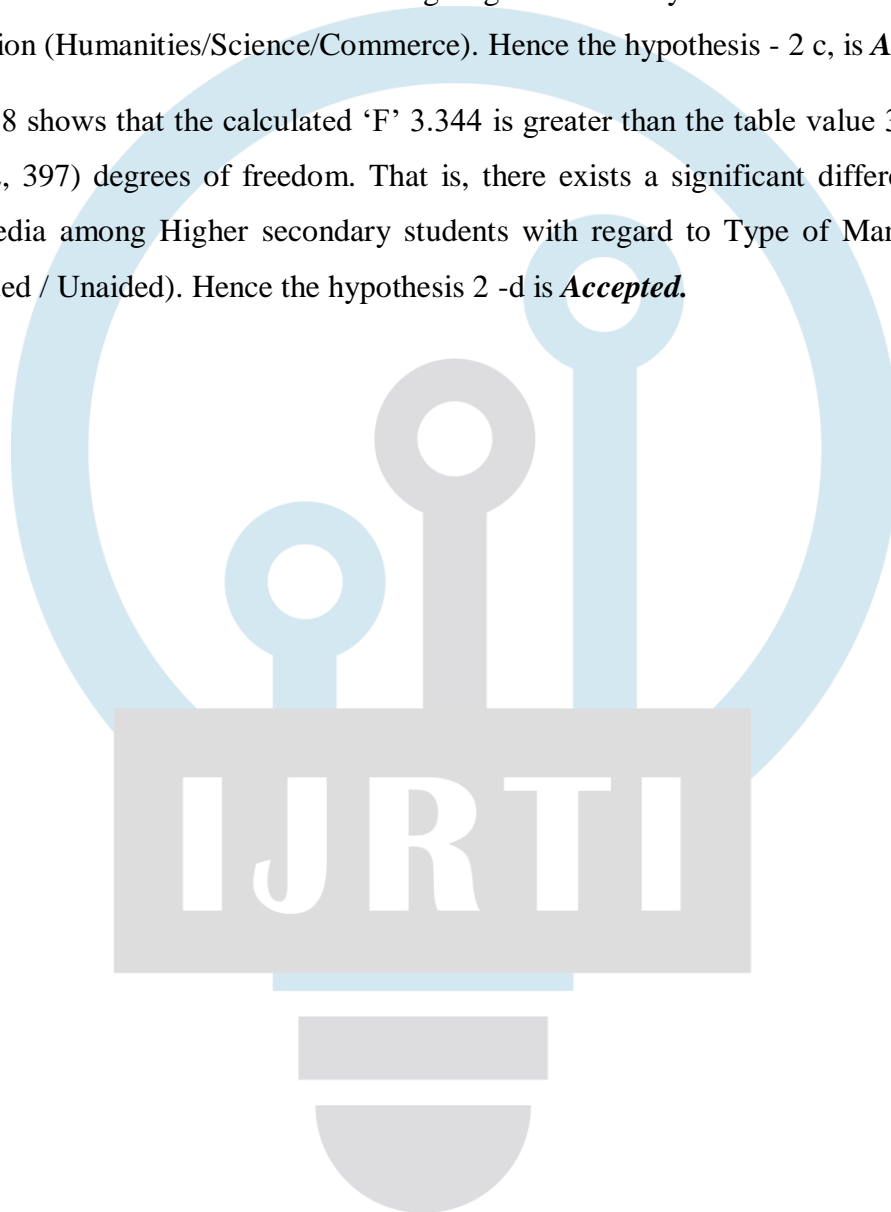 ion (Humanities/Science/Commerce). Hence the hypothesis - 2 c, is A
8 shows that the calculated ‘F’ 3.344 is greater than the table value 3
, 397) degrees of freedom. That is, there exists a significant differe
edia among Higher secondary students with regard to Type of Man
ed / Unaided). Hence the hypothesis 2 -d is Accepted.
IJRTI